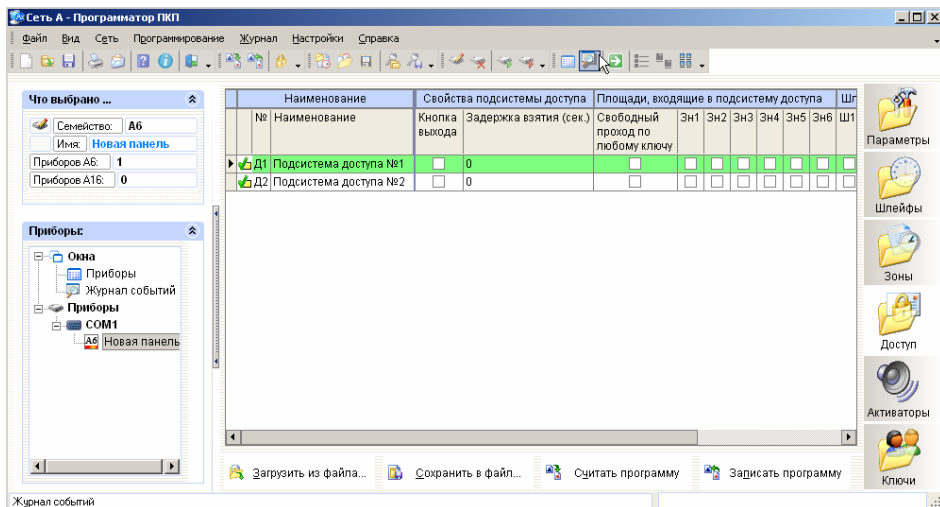 Сеть А - Программатор ПКП
Файл Вид Сеть Программирование Журнал Настройки Справка
Что выбрано ...
Семейство: А6
Имя: Новая панель
Приборов А6: 1
Приборов А16: 0
Приборы:
Окна
Приборы
Журнал событий
Приборы
COM1
А6 Новая панель
Наименование Свойства подсистемы доступа Площади, входящие в подсистему доступа Шл
№ Наименование Кнопка выхода Задержка взятия (сек.) Свободный проход по любому ключу Зн1 Зн2 Зн3 Зн4 Зн5 Зн6 Ш1
Д1 Подсистема доступа №1 0
Д2 Подсистема доступа №2 0
Загрузить из файла... Сохранить в файл... Считать программу Записать программу
Параметры
Шлейфы
Зоны
Доступ
Активаторы
Ключи
Журнал событий